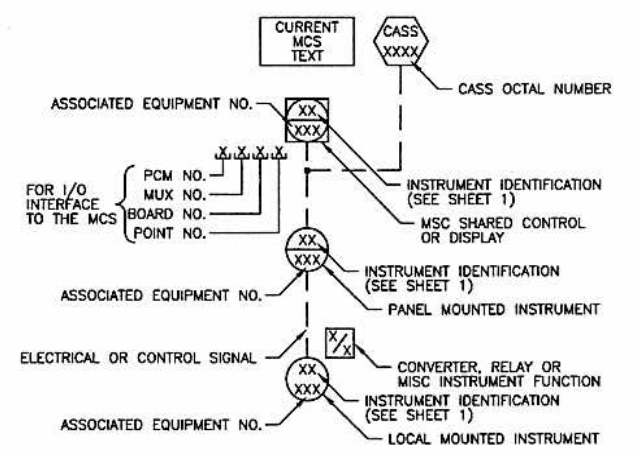 CURRENT
MCS
TEXT
CASS
XXXX
CASS OCTAL NUMBER
ASSOCIATED EQUIPMENT NO.
XX
XXX
X X X X
PCM NO.
MUX NO.
BOARD NO.
POINT NO.
FOR I/O
INTERFACE
TO THE MCS
INSTRUMENT IDENTIFICATION
(SEE SHEET 1)
MSC SHARED CONTROL
OR DISPLAY
XX
XXX
INSTRUMENT IDENTIFICATION
(SEE SHEET 1)
ASSOCIATED EQUIPMENT NO.
PANEL MOUNTED INSTRUMENT
ELECTRICAL OR CONTROL SIGNAL
X/X
CONVERTER, RELAY OR
MISC INSTRUMENT FUNCTION
XX
XXX
INSTRUMENT IDENTIFICATION
(SEE SHEET 1)
ASSOCIATED EQUIPMENT NO.
LOCAL MOUNTED INSTRUMENT